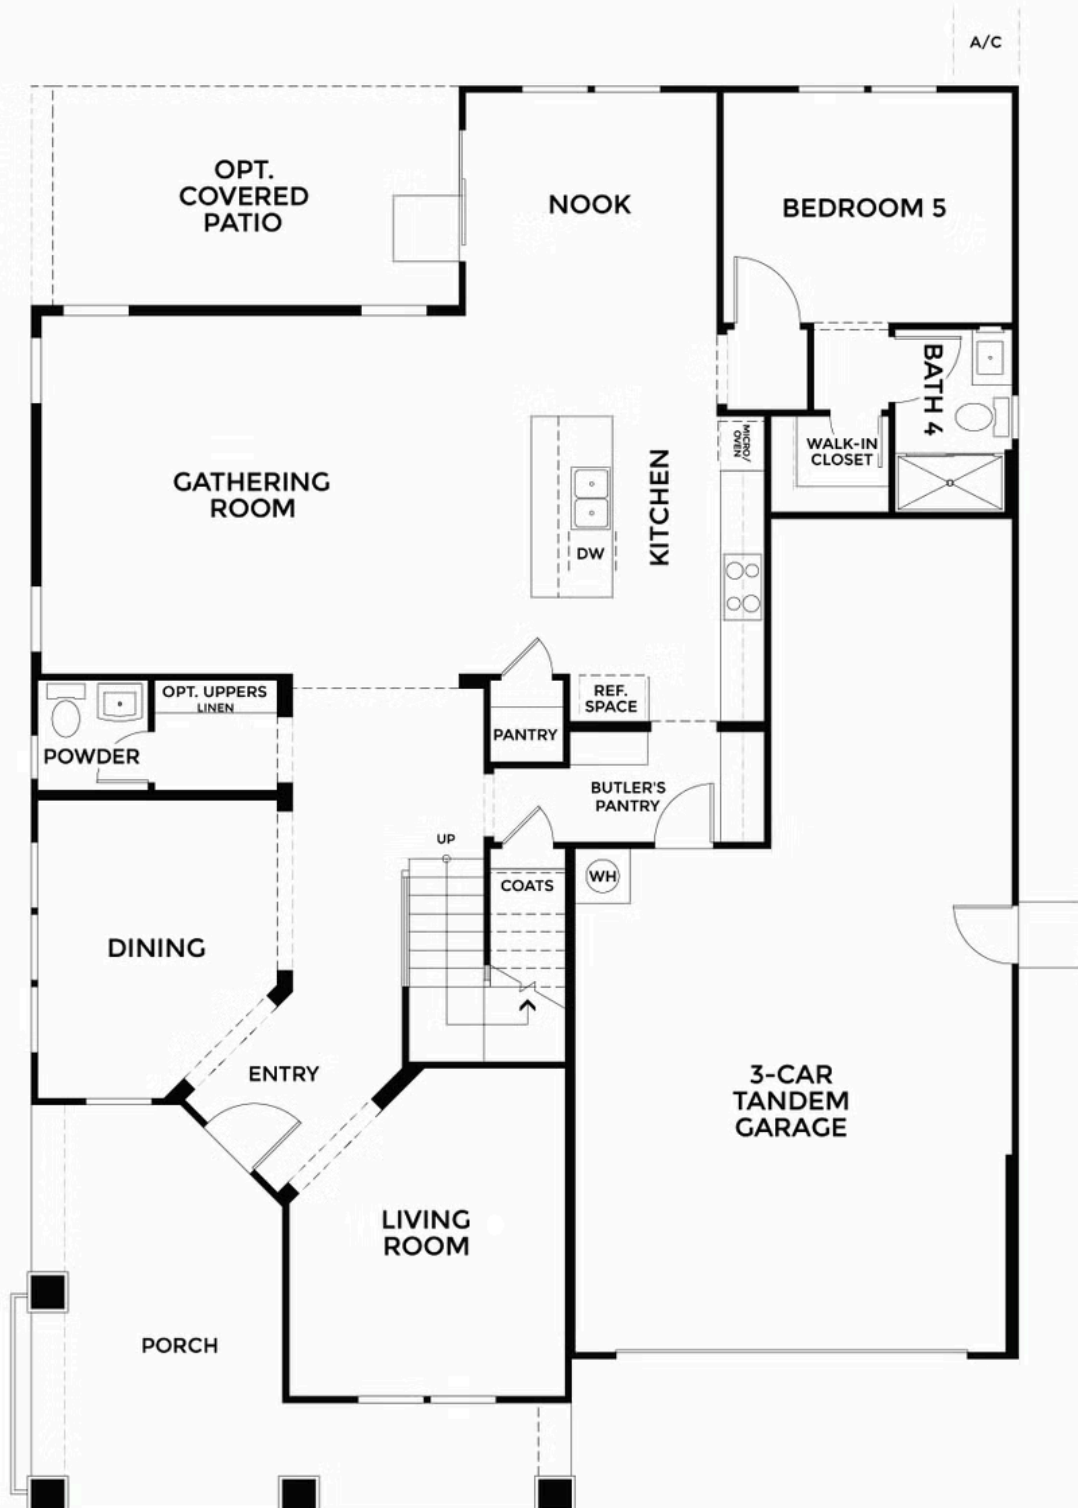 A/C
OPT.
COVERED
PATIO
NOOK
BEDROOM 5
BATH 4
WALK-IN
CLOSET
MICRO/
OVEN
GATHERING
ROOM
KITCHEN
DW
OPT. UPPERS
LINEN
REF.
SPACE
PANTRY
POWDER
BUTLER'S
PANTRY
UP
COATS
WH
DINING
ENTRY
3-CAR
TANDEM
GARAGE
LIVING
ROOM
PORCH